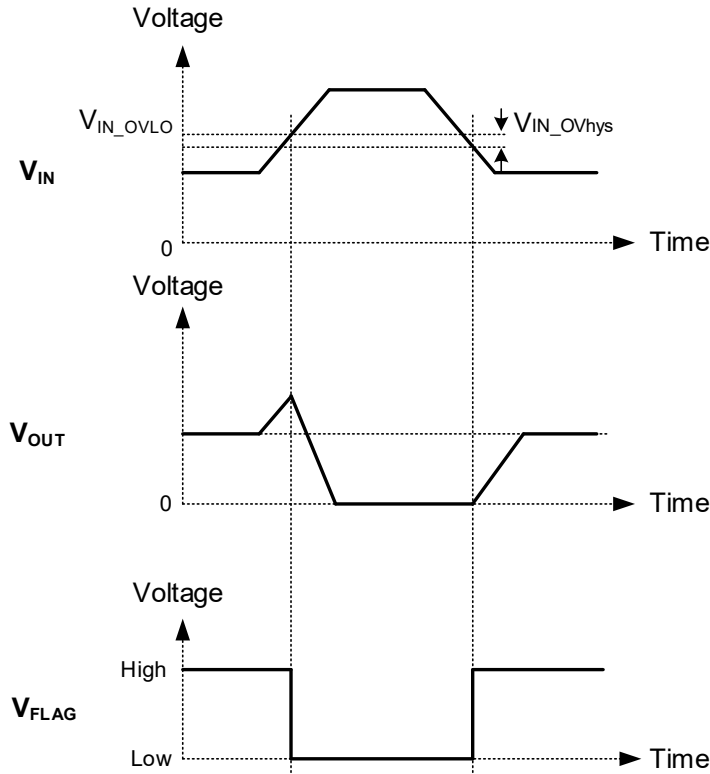 Voltage
VIN_OVLO
VIN_OVhys
VIN
0
Time
Voltage
VOUT
0
Time
Voltage
High
VFLAG
Low
Time